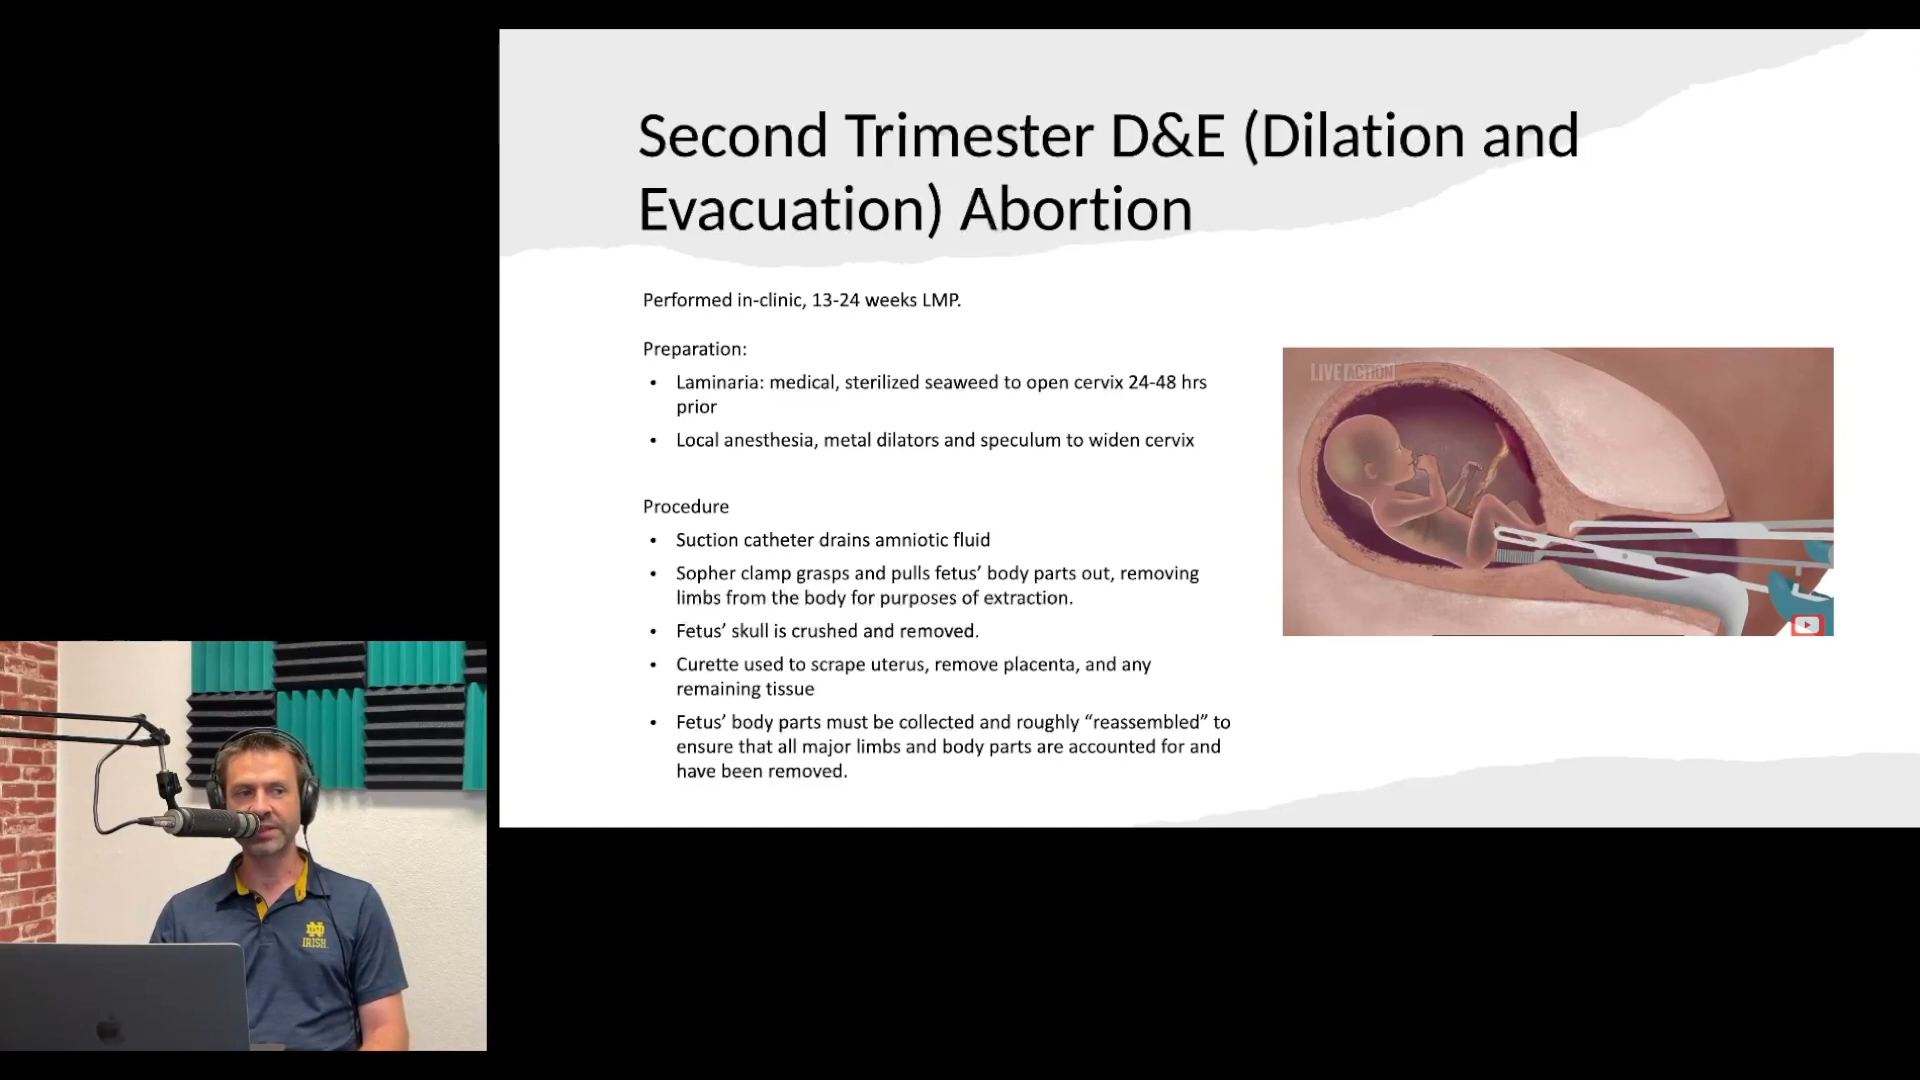 Second Trimester D&E (Dilation and
Evacuation) Abortion
Performed in-clinic, 13-24 weeks LMP.
Preparation:
• Laminaria: medical, sterilized seaweed to open cervix 24-48 hrs
prior
• Local anesthesia, metal dilators and speculum to widen cervix
Procedure
• Suction catheter drains amniotic fluid
• Sopher clamp grasps and pulls fetus’ body parts out, removing
limbs from the body for purposes of extraction.
• Fetus’ skull is crushed and removed.
• Curette used to scrape uterus, remove placenta, and any
remaining tissue
• Fetus’ body parts must be collected and roughly “reassembled” to
ensure that all major limbs and body parts are accounted for and
have been removed.
LIVE ACTION
ND
IRISH